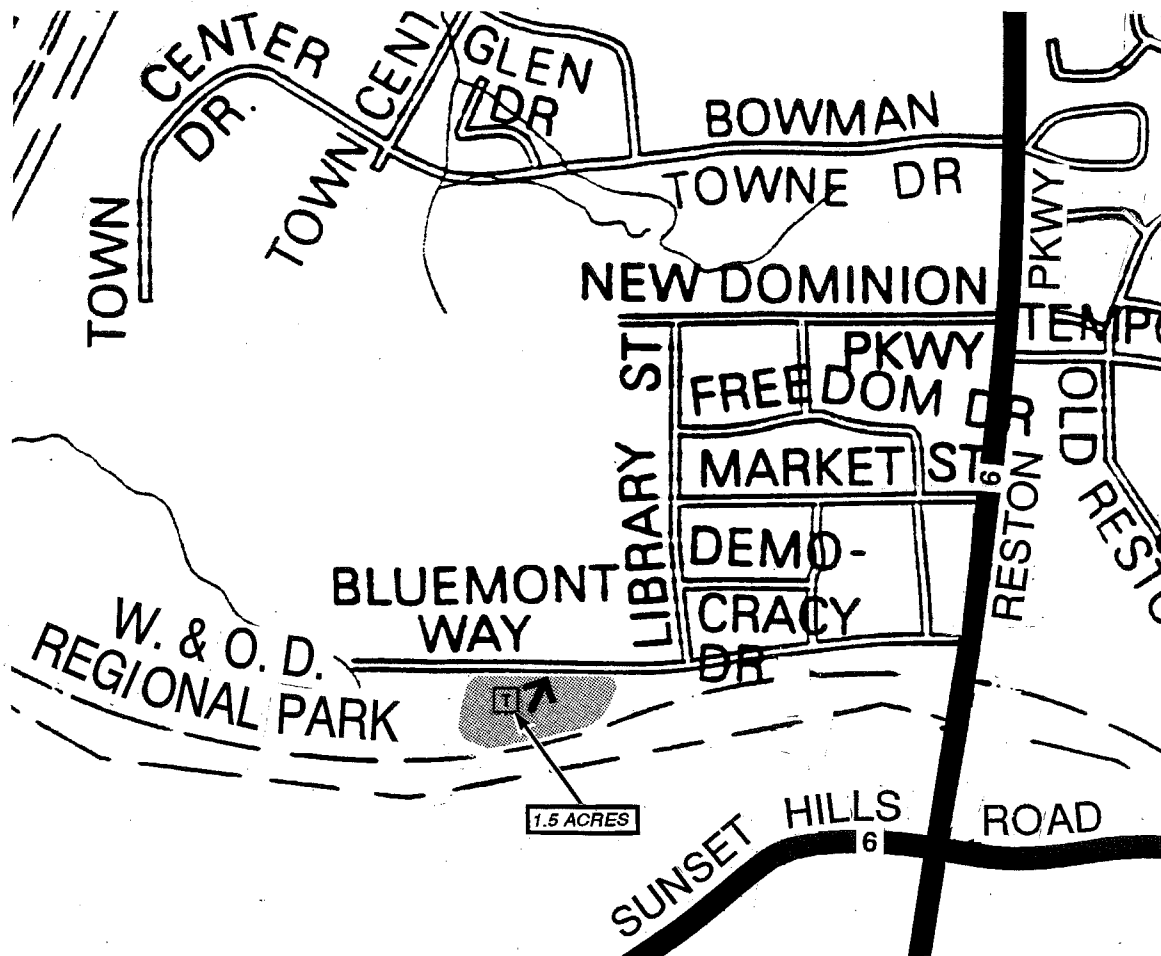 CENTER
DR.
TOWN
TOWN CENT
GLEN
DR
BOWMAN
TOWNE DR
PKWY
NEW DOMINION
PKWY
TEMPO
FREEDOM DR
OLD
RESTO
LIBRARY ST
MARKET ST
6
RESTON
DEMO-
CRACY
DR
BLUEMONT
WAY
W. & O. D.
REGIONAL PARK
T
1.5 ACRES
SUNSET HILLS ROAD
6